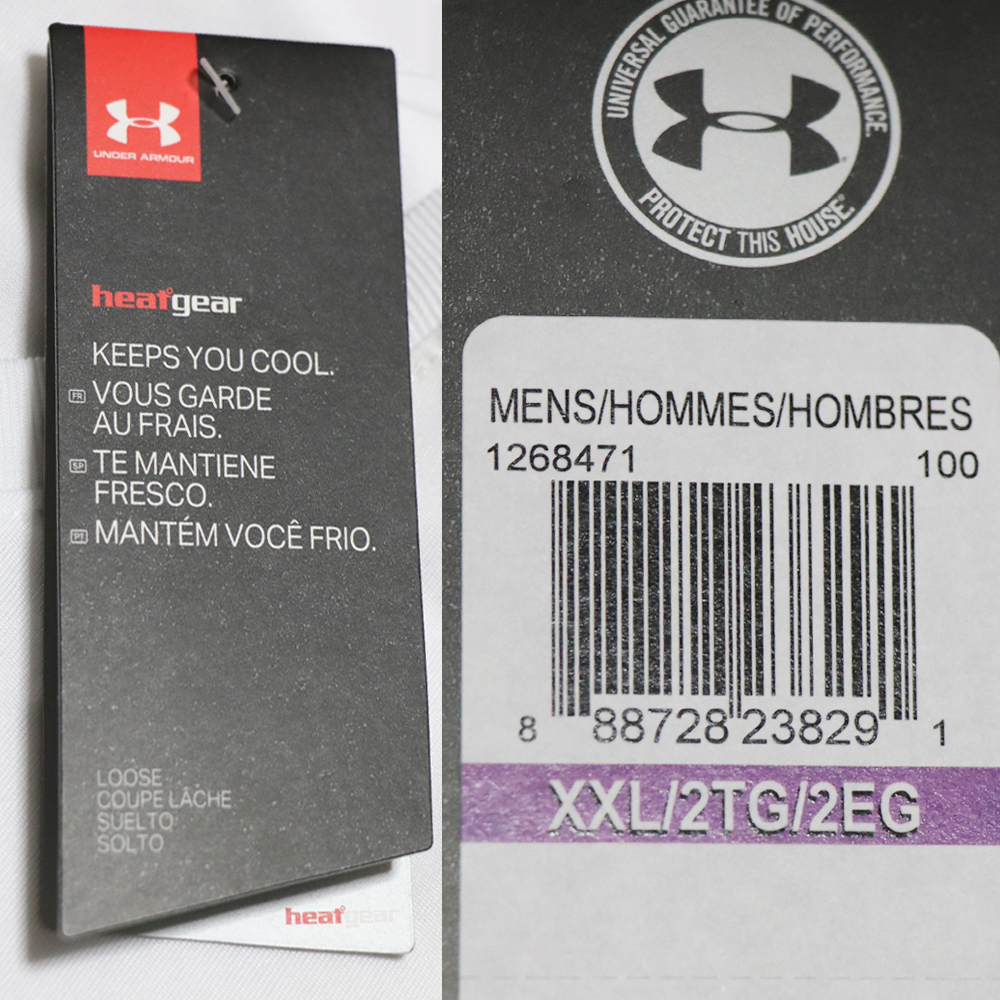 UNDER ARMOUR
heatgear
KEEPS YOU COOL.
FR VOUS GARDE
AU FRAIS.
SP TE MANTIENE
FRESCO.
PT MANTÉM VOCÊ FRIO.
LOOSE
COUPE LÂCHE
SUELTO
SOLTO
heatgear
UNIVERSAL GUARANTEE OF PERFORMANCE.
PROTECT THIS HOUSE.
MENS/HOMMES/HOMBRES
1268471 100
8 88728 23829 1
XXL/2TG/2EG